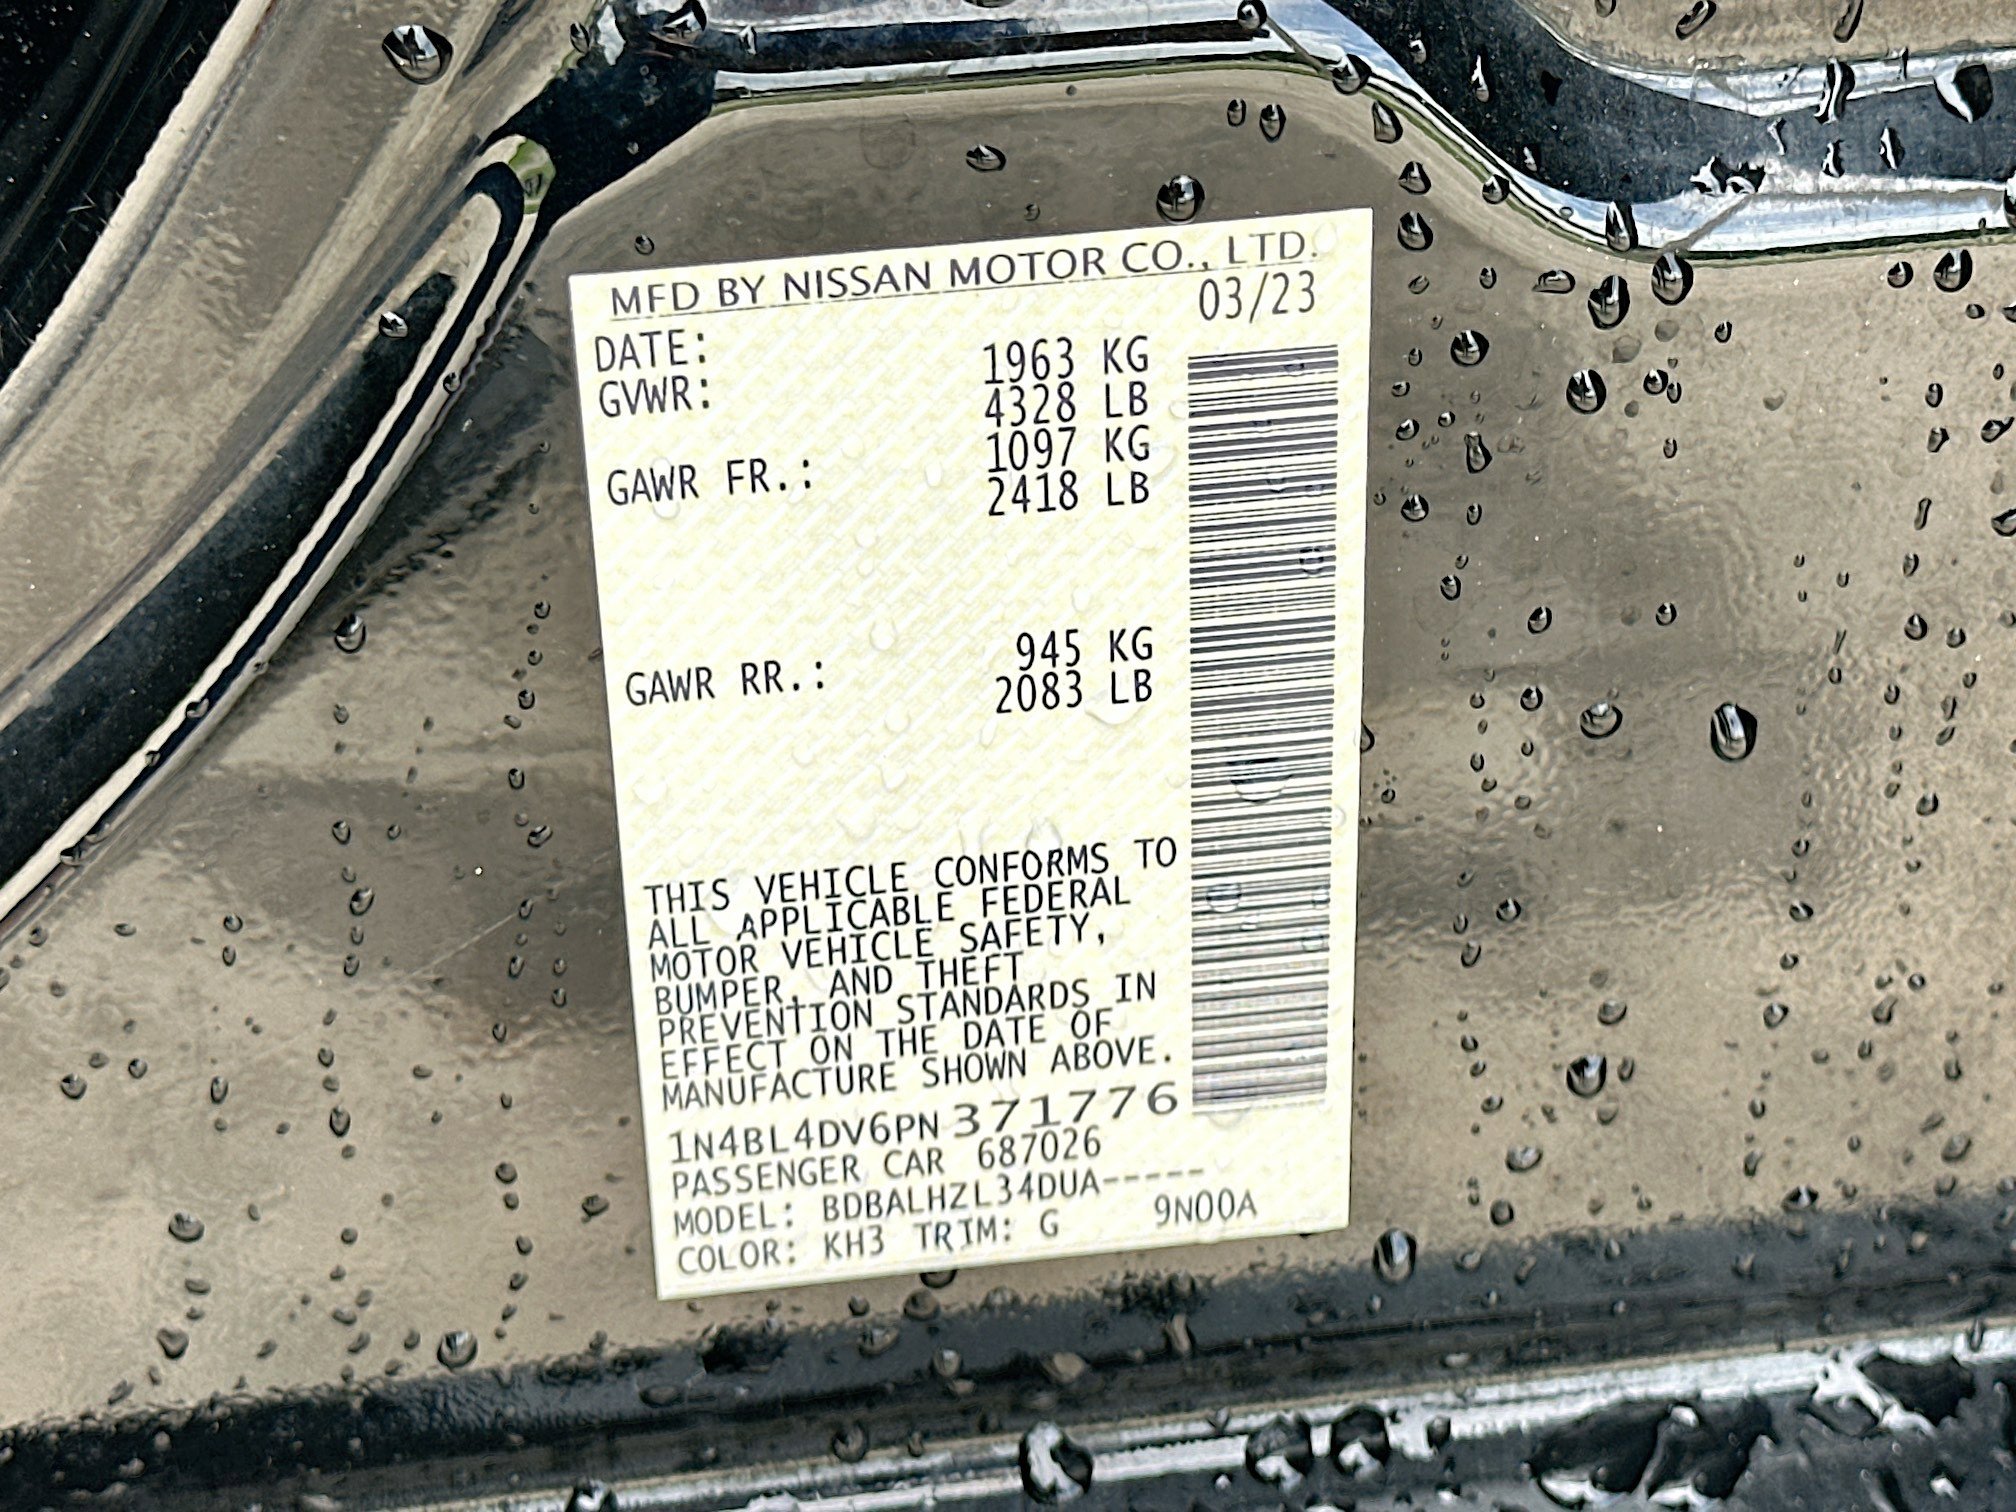 MFD BY NISSAN MOTOR CO., LTD.
DATE: 03/23
GVWR: 1963 KG
4328 LB
GAWR FR.: 1097 KG
2418 LB
GAWR RR.: 945 KG
2083 LB
THIS VEHICLE CONFORMS TO
ALL APPLICABLE FEDERAL
MOTOR VEHICLE SAFETY,
BUMPER, AND THEFT
PREVENTION STANDARDS IN
EFFECT ON THE DATE OF
MANUFACTURE SHOWN ABOVE.
1N4BL4DV6PN371776
PASSENGER CAR 687026
MODEL: BDBALHZL34DUA-----
COLOR: KH3 TRIM: G 9N00A